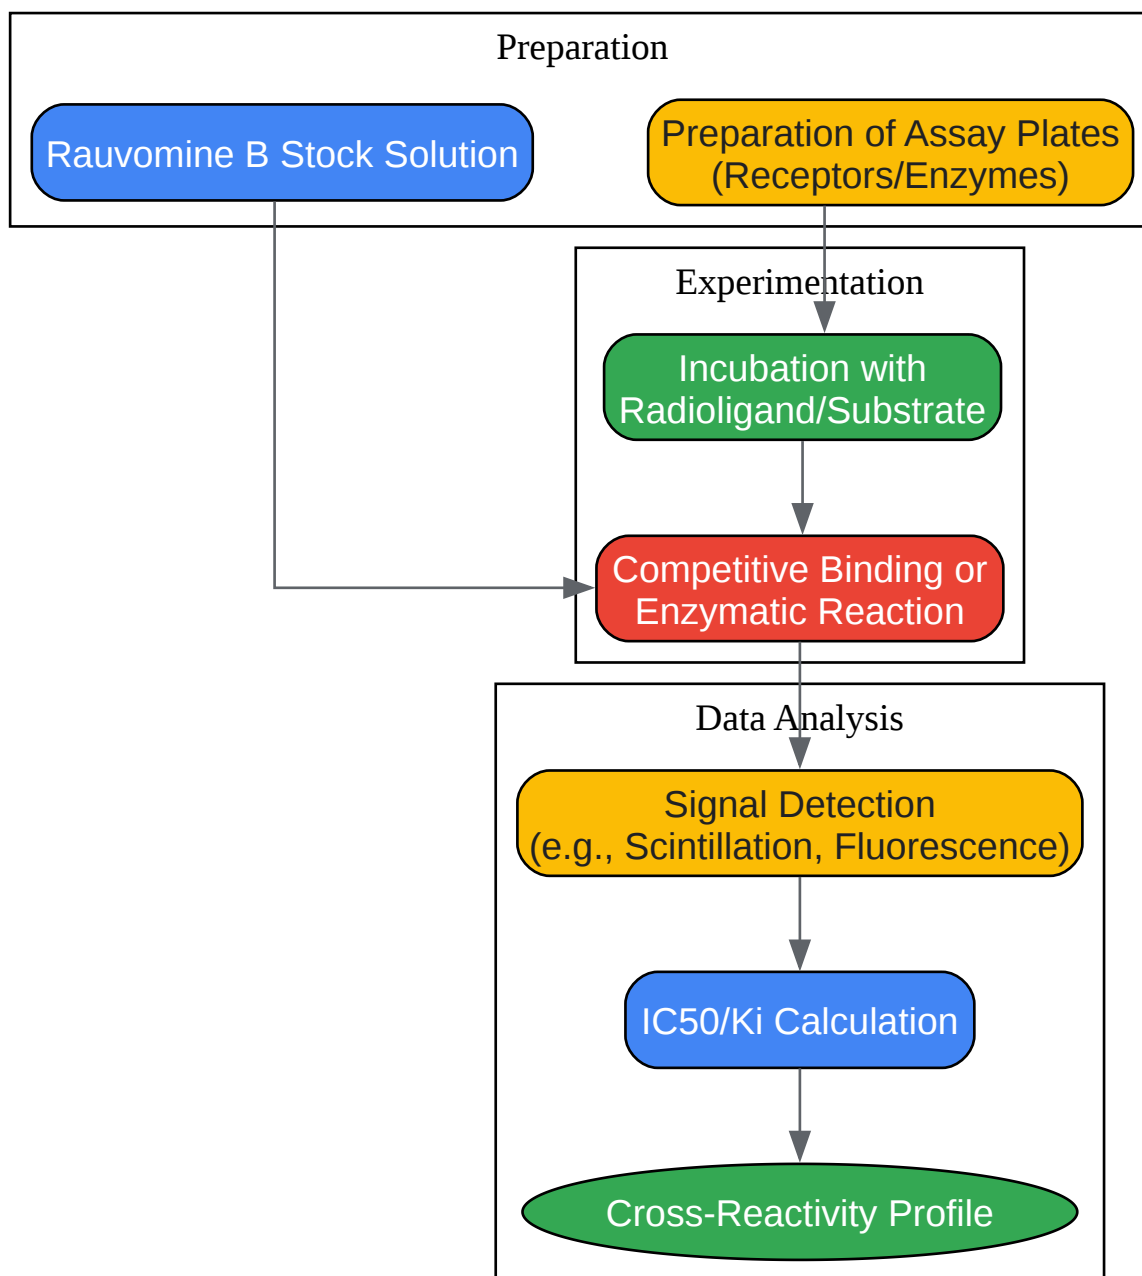 Preparation
Rauvomine B Stock Solution
Preparation of Assay Plates
(Receptors/Enzymes)
Experimentation
Incubation with
Radioligand/Substrate
Competitive Binding or
Enzymatic Reaction
Data Analysis
Signal Detection
(e.g., Scintillation, Fluorescence)
IC50/Ki Calculation
Cross-Reactivity Profile